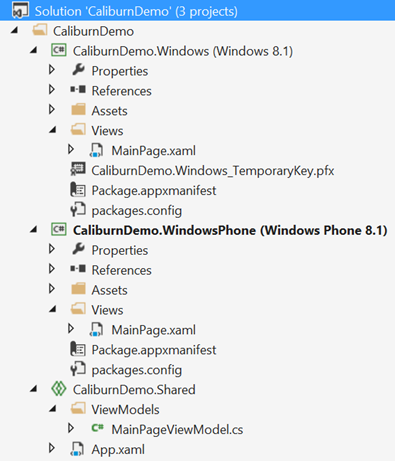 Solution 'CaliburnDemo' (3 projects)
CaliburnDemo
CaliburnDemo.Windows (Windows 8.1)
Properties
References
Assets
Views
MainPage.xaml
CaliburnDemo.Windows_TemporaryKey.pfx
Package.appxmanifest
packages.config
CaliburnDemo.WindowsPhone (Windows Phone 8.1)
Properties
References
Assets
Views
MainPage.xaml
Package.appxmanifest
packages.config
CaliburnDemo.Shared
ViewModels
C# MainPageViewModel.cs
App.xaml